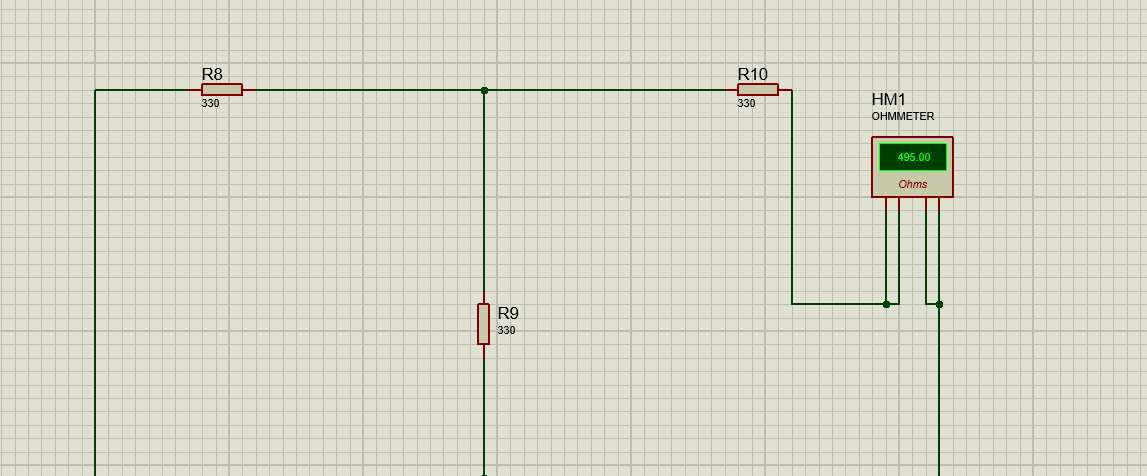 R8
330
R10
330
HM1
OHMMETER
495.00
Ohms
R9
330